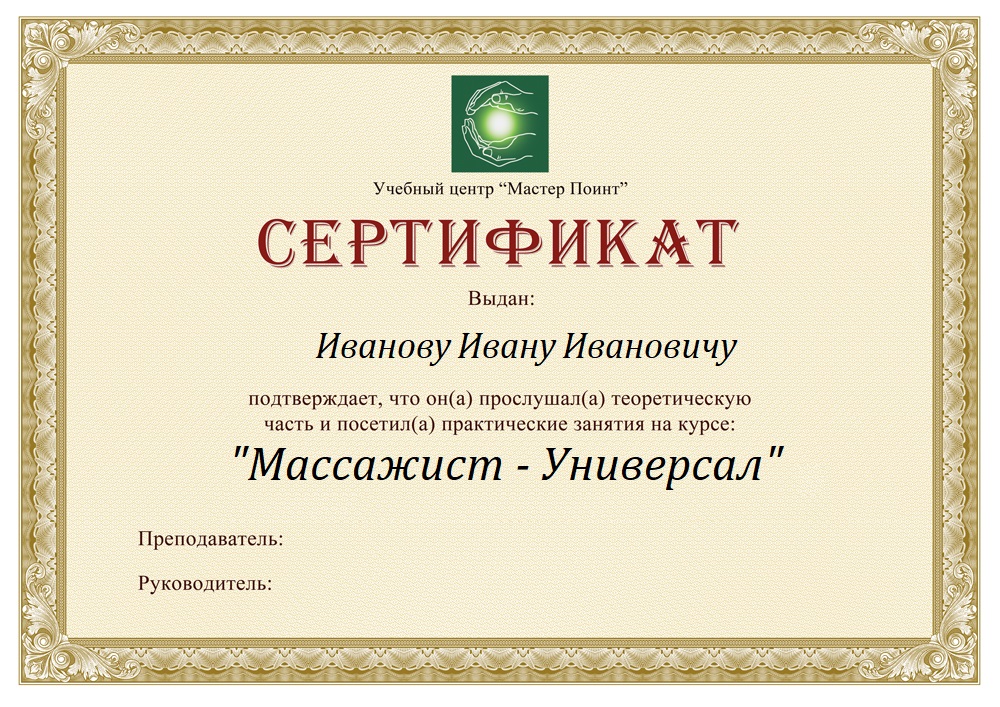 Учебный центр “Мастер Поинт”
СЕРТИФИКАТ
Выдан:
Иванову Ивану Ивановичу
подтверждает, что он(а) прослушал(а) теоретическую
часть и посетил(а) практические занятия на курсе:
"Массажист - Универсал"
Преподаватель:
Руководитель: